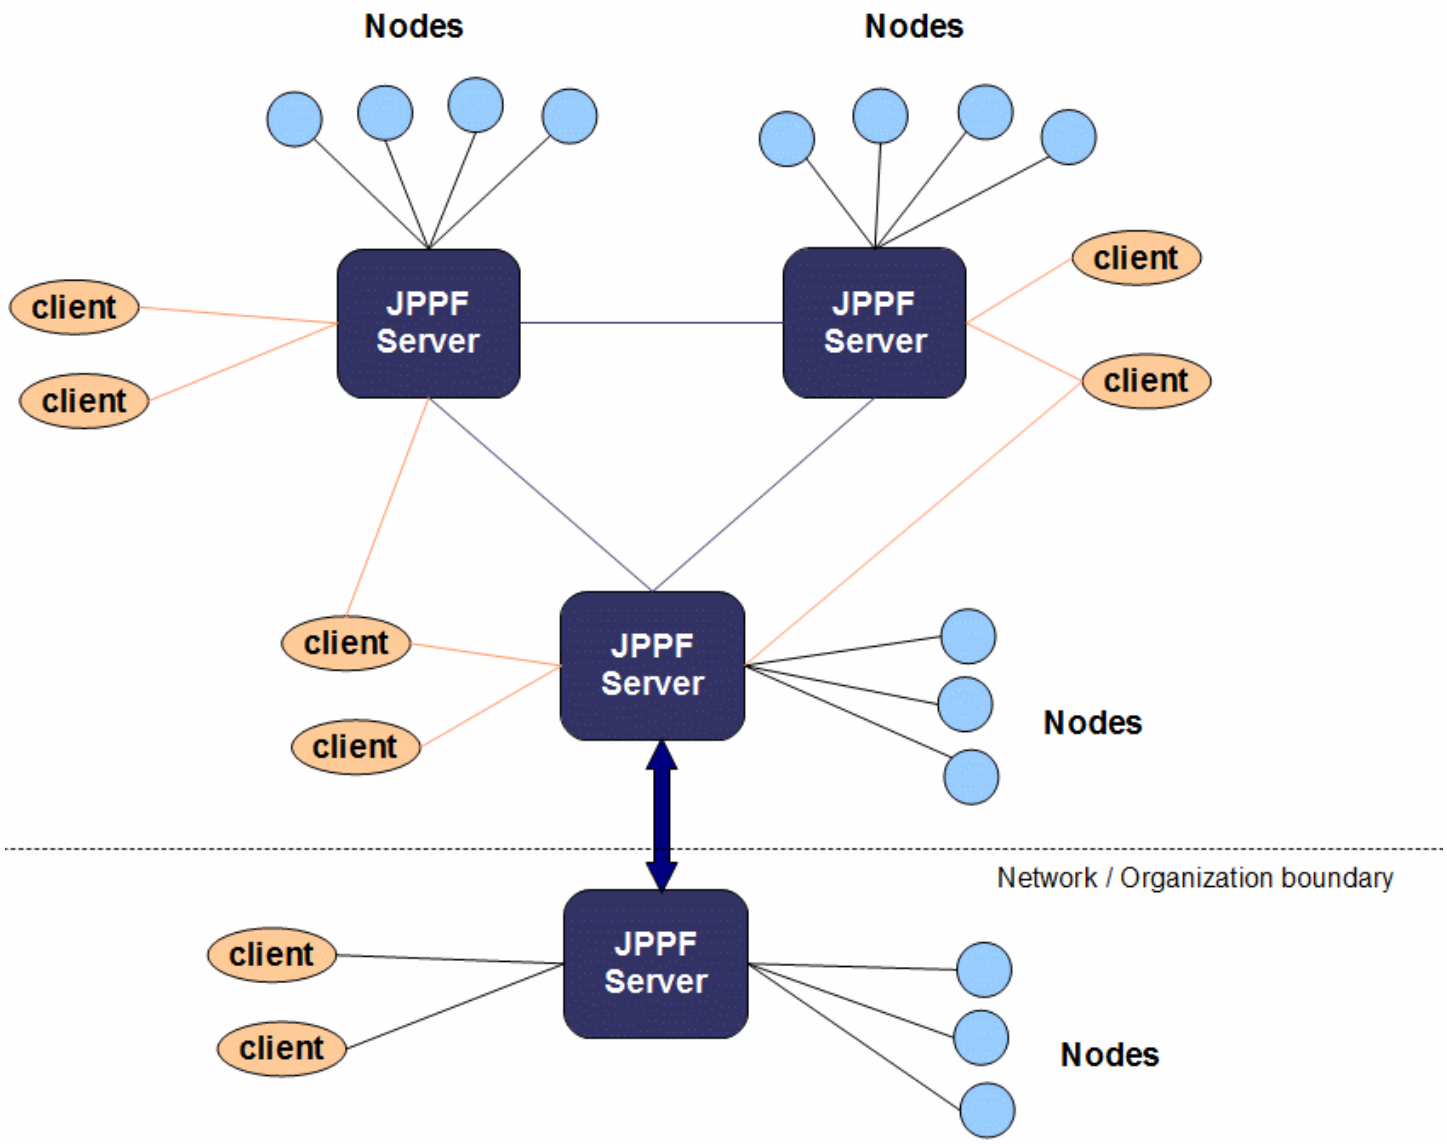 Nodes
Nodes
client
JPPF
Server
JPPF
Server
client
client
client
client
JPPF
Server
client
Nodes
Network / Organization boundary
client
JPPF
Server
client
Nodes